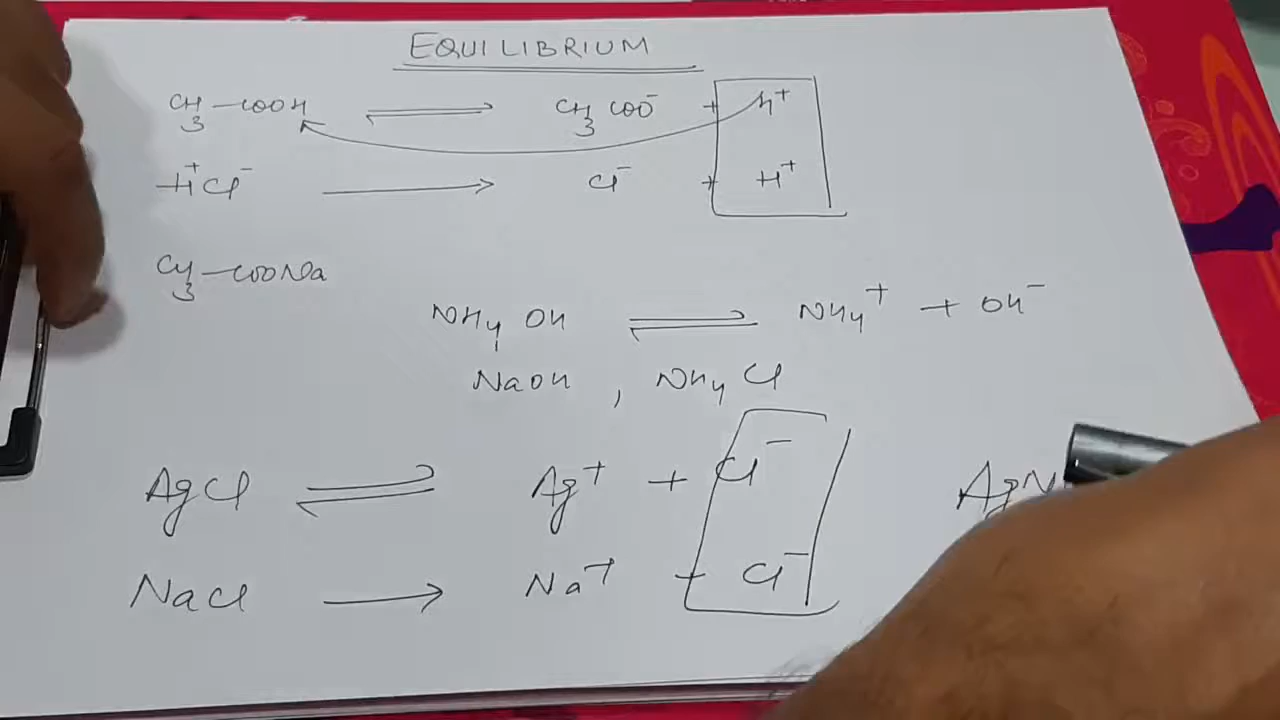 EQUILIBRIUM
CH3-COOH ⇌ CH3COO⁻ + H⁺
H⁺Cl⁻ → Cl⁻ + H⁺
CH3-COONa
NH4OH ⇌ NH4⁺ + OH⁻
NaOH, NH4Cl
AgCl ⇌ Ag⁺ + Cl⁻ AgN
NaCl → Na⁺ + Cl⁻